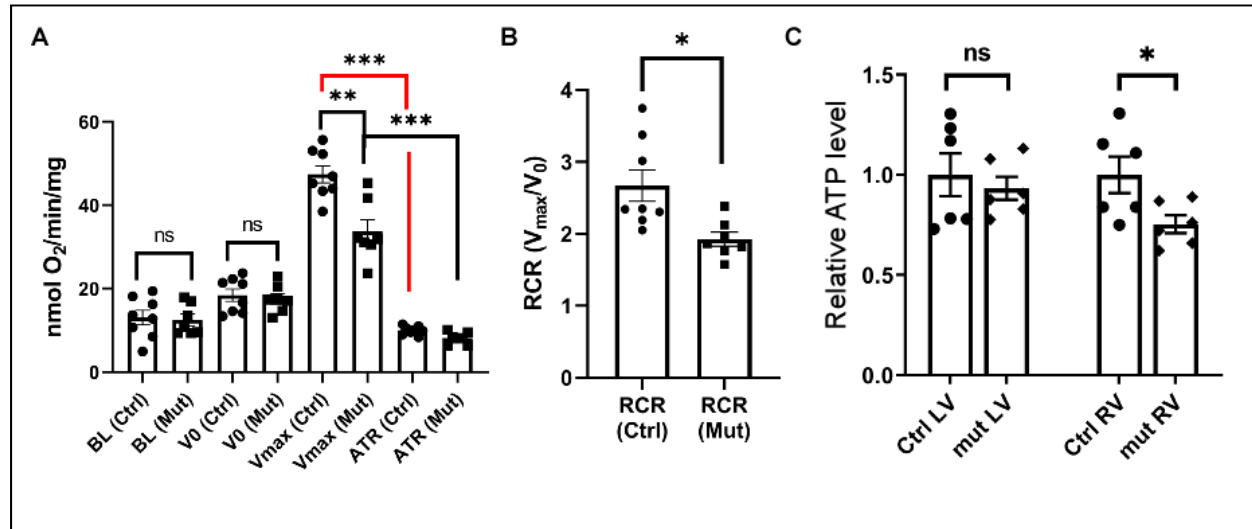 A
nmol O2/min/mg
60
40
20
0
ns
ns
***
**
***
BL (Ctrl)
BL (Mut)
V0 (Ctrl)
V0 (Mut)
Vmax (Ctrl)
Vmax (Mut)
ATR (Ctrl)
ATR (Mut)
B
RCR (Vmax/V0)
4
3
2
1
0
*
RCR
(Ctrl)
RCR
(Mut)
C
Relative ATP level
1.5
1.0
0.5
0.0
ns
*
Ctrl LV
mut LV
Ctrl RV
mut RV